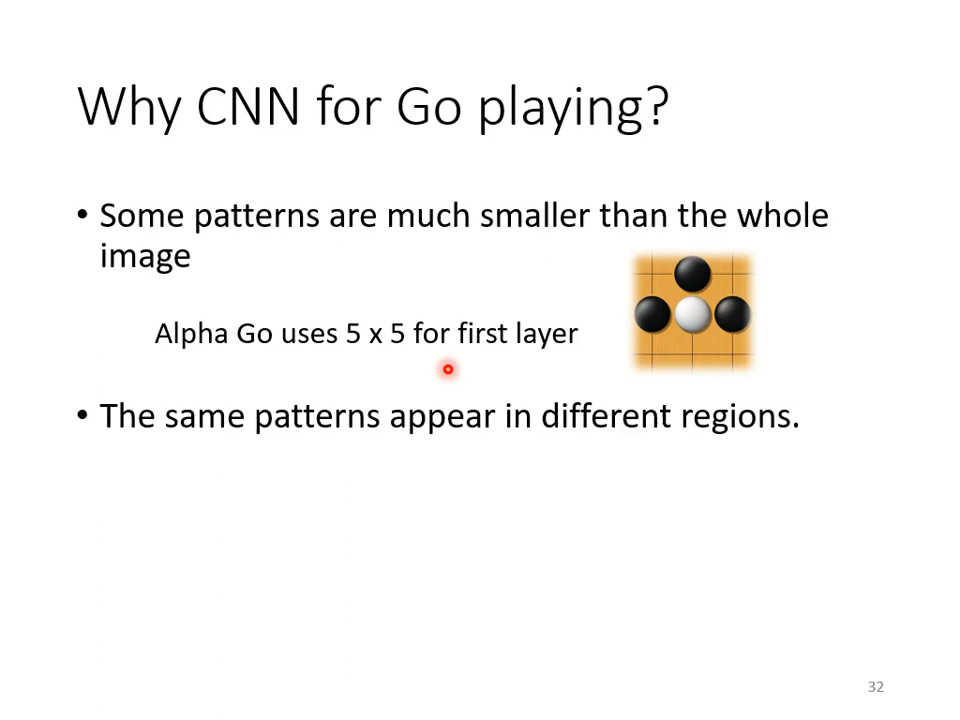 Why CNN for Go playing?
• Some patterns are much smaller than the whole
image
Alpha Go uses 5 x 5 for first layer
• The same patterns appear in different regions.
32